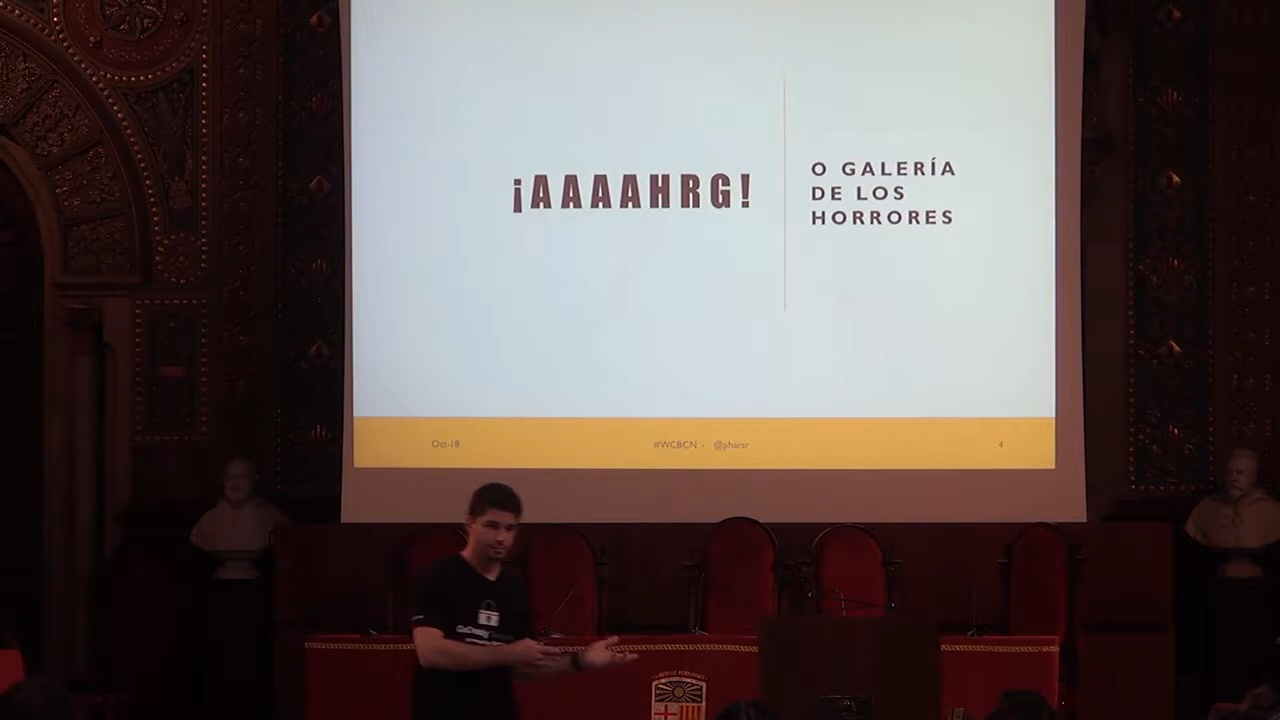 ¡AAAAHRG!
O GALERÍA
DE LOS
HORRORES
Oct-18
#WCBCN - @pharar
4